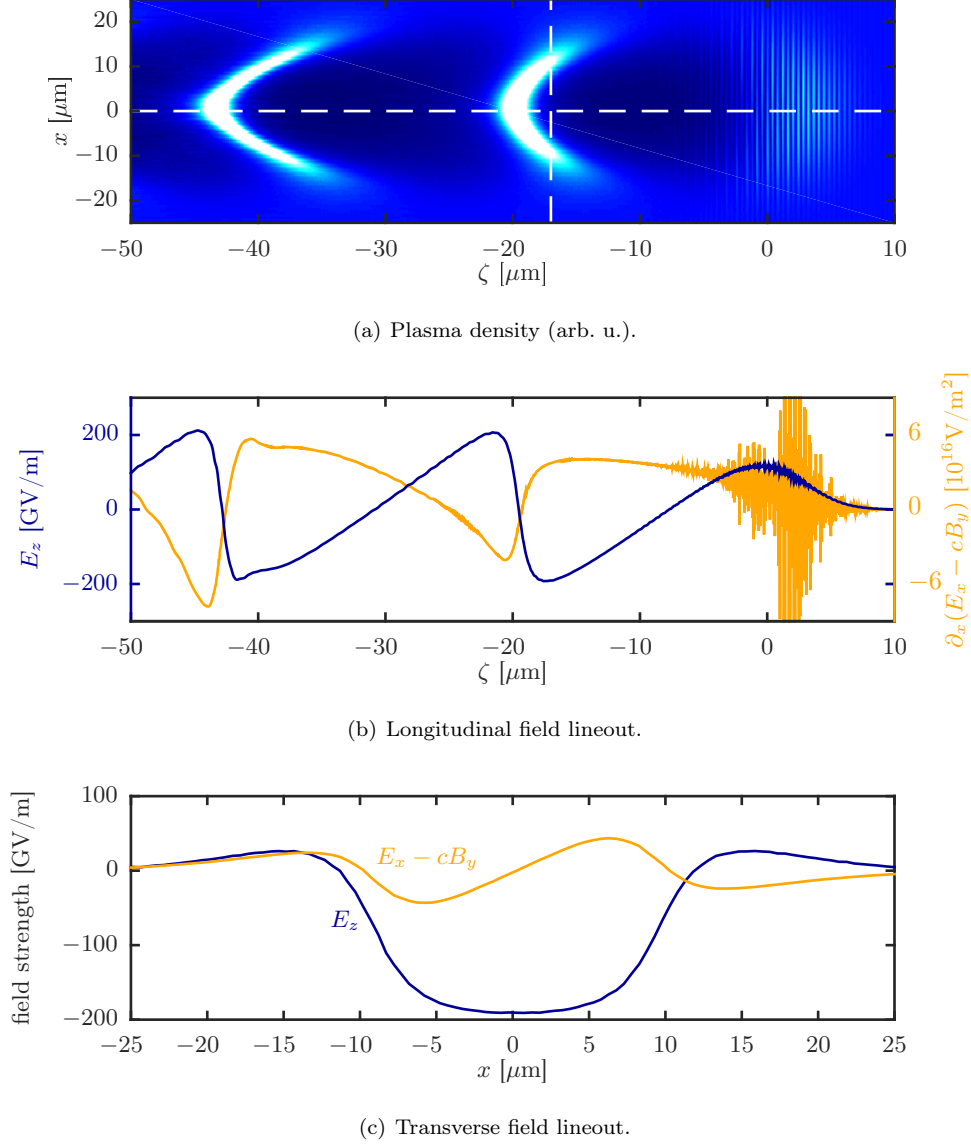 20
10
0
−10
−20
x [μm]
−50 −40 −30 −20 −10 0 10
ζ [μm]
(a) Plasma density (arb. u.).
200
0
−200
E_z [GV/m]
6
0
−6
∂_x(E_x − cB_y) [10^16 V/m^2]
−50 −40 −30 −20 −10 0 10
ζ [μm]
(b) Longitudinal field lineout.
100
0
−100
−200
field strength [GV/m]
E_x − cB_y
E_z
−25 −20 −15 −10 −5 0 5 10 15 20 25
x [μm]
(c) Transverse field lineout.